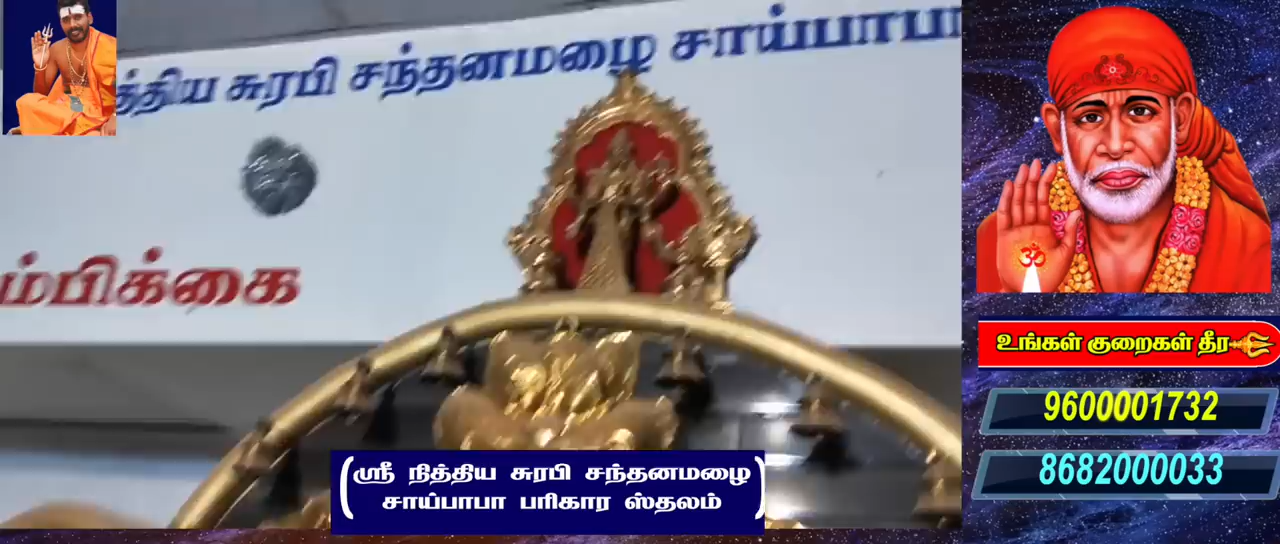 த்திய சுரபி சந்தனமழை சாய்பாபா
ம்பிக்கை
(ஸ்ரீ நித்திய சுரபி சந்தனமழை
சாய்பாபா பரிகார ஸ்தலம்)
உங்கள் குறைகள் தீர
9600001732
8682000033